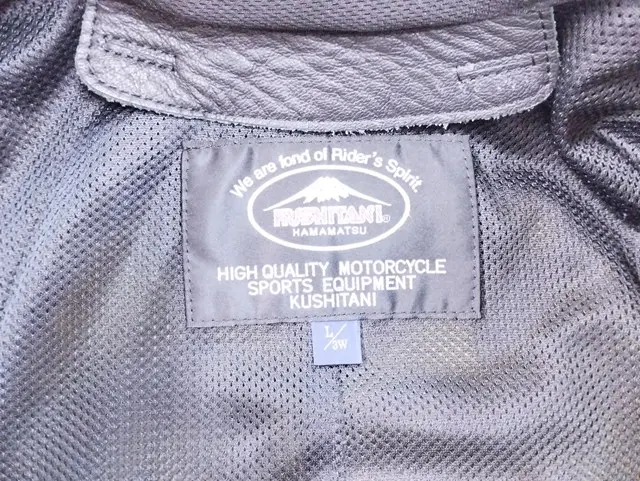 We are fond of Rider's Spirit.
KUSHITANI®
HAMAMATSU
HIGH QUALITY MOTORCYCLE
SPORTS EQUIPMENT
KUSHITANI
L/3W